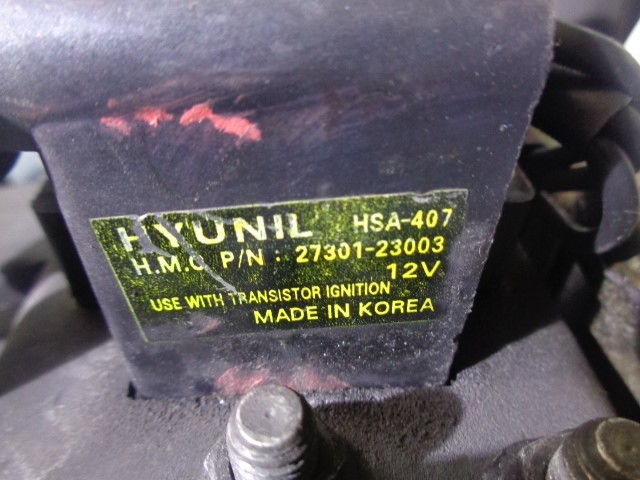 HYUNIL HSA-407
H.M.C P/N : 27301-23003
12V
USE WITH TRANSISTOR IGNITION
MADE IN KOREA